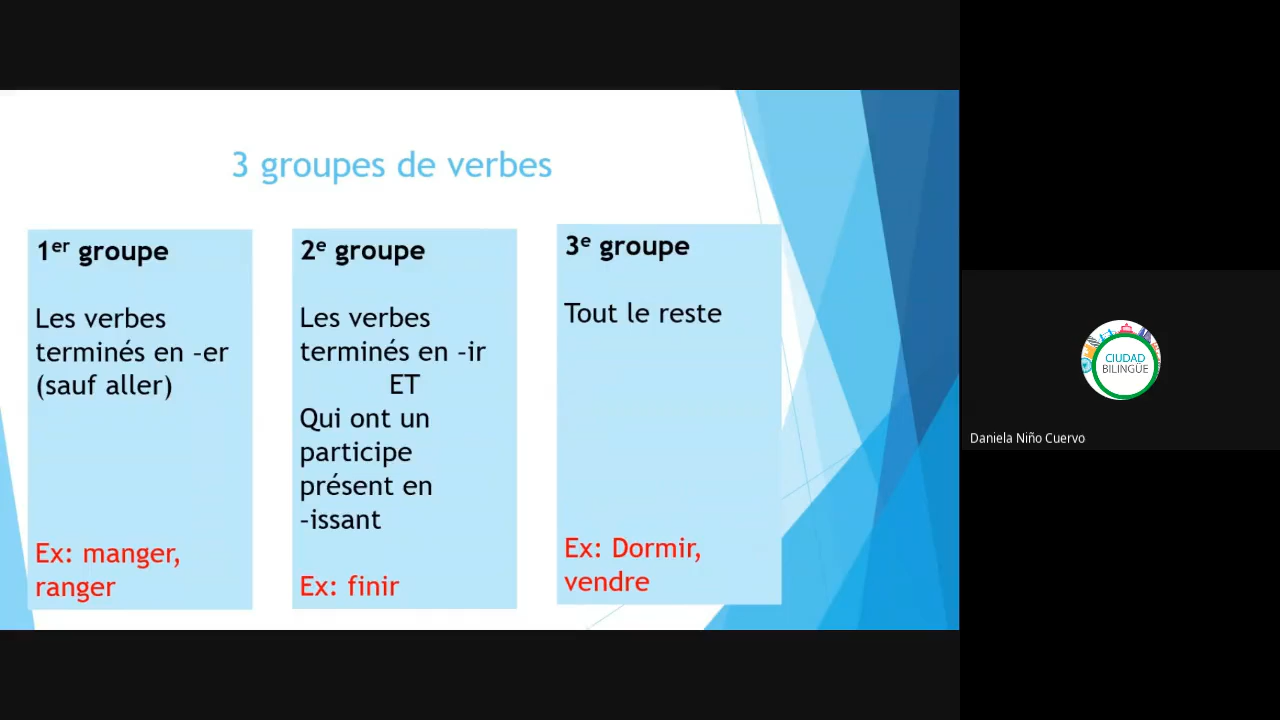 3 groupes de verbes
1er groupe
Les verbes
terminés en -er
(sauf aller)
Ex: manger,
ranger
2e groupe
Les verbes
terminés en -ir
ET
Qui ont un
participe
présent en
-issant
Ex: finir
3e groupe
Tout le reste
Ex: Dormir,
vendre
CIUDAD
BILINGÜE
Daniela Niño Cuervo